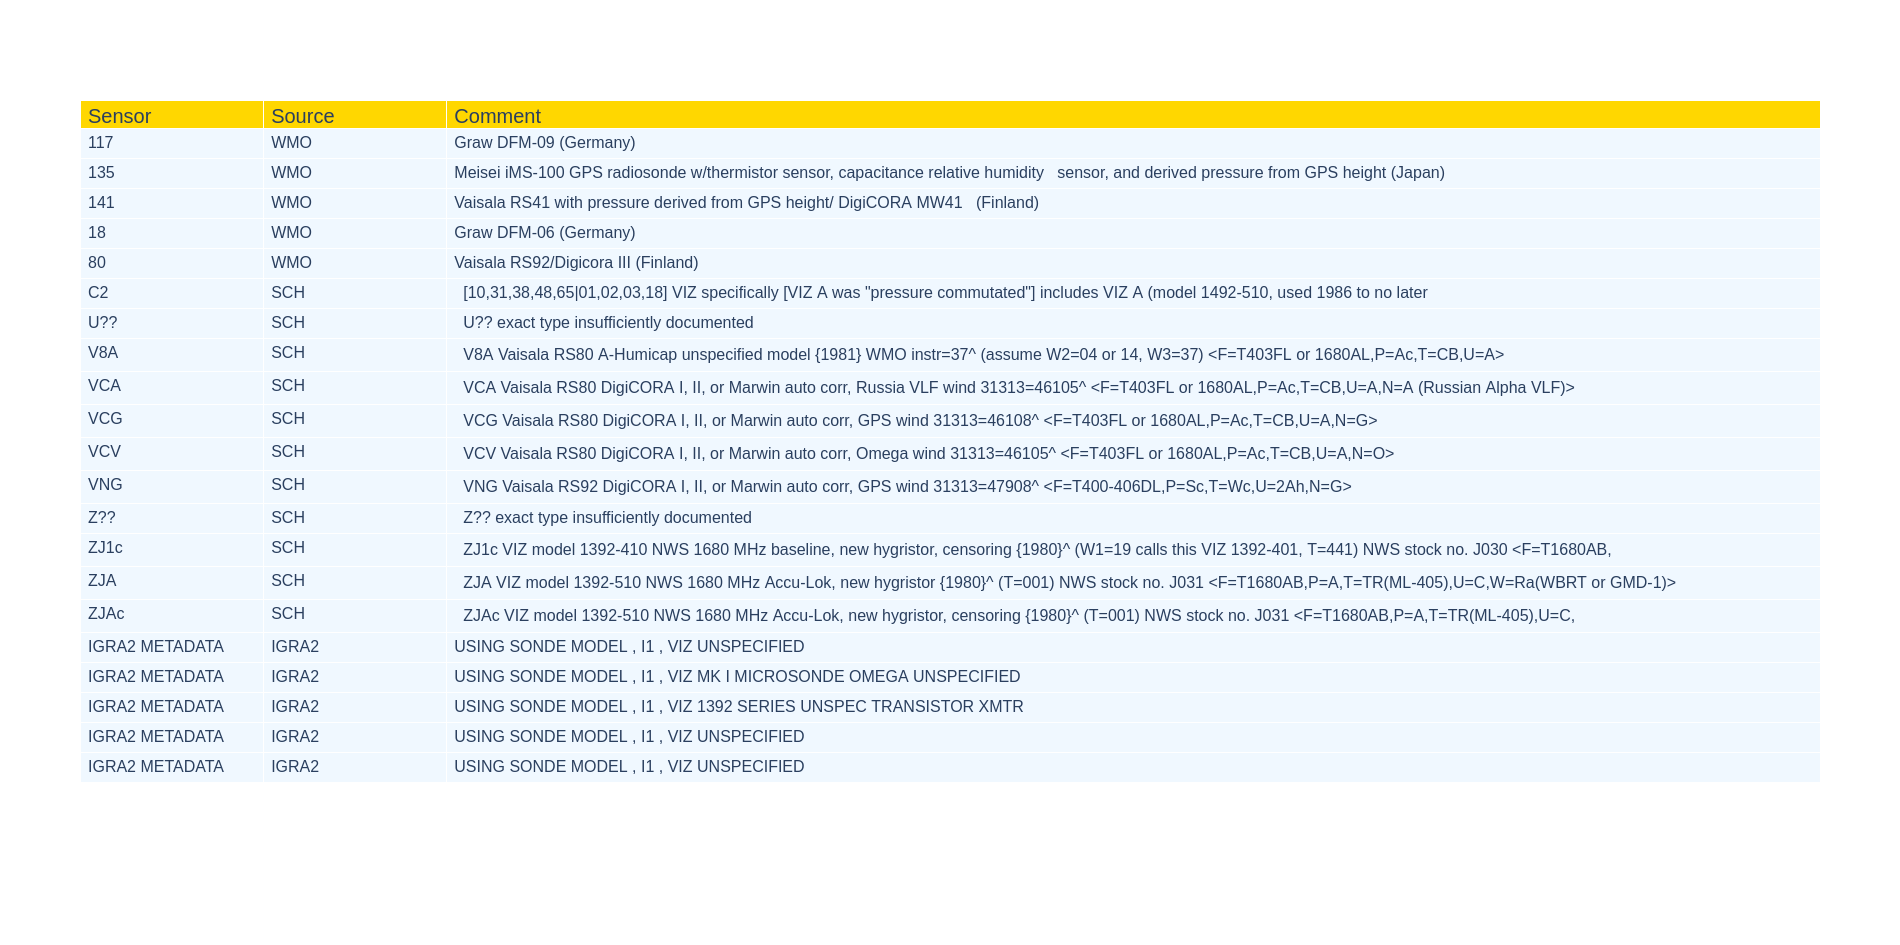 Sensor Source Comment
117 WMO Graw DFM-09 (Germany)
135 WMO Meisei iMS-100 GPS radiosonde w/thermistor sensor, capacitance relative humidity   sensor, and derived pressure from GPS height (Japan)
141 WMO Vaisala RS41 with pressure derived from GPS height/ DigiCORA MW41   (Finland)
18 WMO Graw DFM-06 (Germany)
80 WMO Vaisala RS92/Digicora III (Finland)
C2 SCH [10,31,38,48,65|01,02,03,18] VIZ specifically [VIZ A was "pressure commutated"] includes VIZ A (model 1492-510, used 1986 to no later
U?? SCH U?? exact type insufficiently documented
V8A SCH V8A Vaisala RS80 A-Humicap unspecified model {1981} WMO instr=37^ (assume W2=04 or 14, W3=37) <F=T403FL or 1680AL,P=Ac,T=CB,U=A>
VCA SCH VCA Vaisala RS80 DigiCORA I, II, or Marwin auto corr, Russia VLF wind 31313=46105^ <F=T403FL or 1680AL,P=Ac,T=CB,U=A,N=A (Russian Alpha VLF)>
VCG SCH VCG Vaisala RS80 DigiCORA I, II, or Marwin auto corr, GPS wind 31313=46108^ <F=T403FL or 1680AL,P=Ac,T=CB,U=A,N=G>
VCV SCH VCV Vaisala RS80 DigiCORA I, II, or Marwin auto corr, Omega wind 31313=46105^ <F=T403FL or 1680AL,P=Ac,T=CB,U=A,N=O>
VNG SCH VNG Vaisala RS92 DigiCORA I, II, or Marwin auto corr, GPS wind 31313=47908^ <F=T400-406DL,P=Sc,T=Wc,U=2Ah,N=G>
Z?? SCH Z?? exact type insufficiently documented
ZJ1c SCH ZJ1c VIZ model 1392-410 NWS 1680 MHz baseline, new hygristor, censoring {1980}^ (W1=19 calls this VIZ 1392-401, T=441) NWS stock no. J030 <F=T1680AB,
ZJA SCH ZJA VIZ model 1392-510 NWS 1680 MHz Accu-Lok, new hygristor {1980}^ (T=001) NWS stock no. J031 <F=T1680AB,P=A,T=TR(ML-405),U=C,W=Ra(WBRT or GMD-1)>
ZJAc SCH ZJAc VIZ model 1392-510 NWS 1680 MHz Accu-Lok, new hygristor, censoring {1980}^ (T=001) NWS stock no. J031 <F=T1680AB,P=A,T=TR(ML-405),U=C,
IGRA2 METADATA IGRA2 USING SONDE MODEL , I1 , VIZ UNSPECIFIED
IGRA2 METADATA IGRA2 USING SONDE MODEL , I1 , VIZ MK I MICROSONDE OMEGA UNSPECIFIED
IGRA2 METADATA IGRA2 USING SONDE MODEL , I1 , VIZ 1392 SERIES UNSPEC TRANSISTOR XMTR
IGRA2 METADATA IGRA2 USING SONDE MODEL , I1 , VIZ UNSPECIFIED
IGRA2 METADATA IGRA2 USING SONDE MODEL , I1 , VIZ UNSPECIFIED